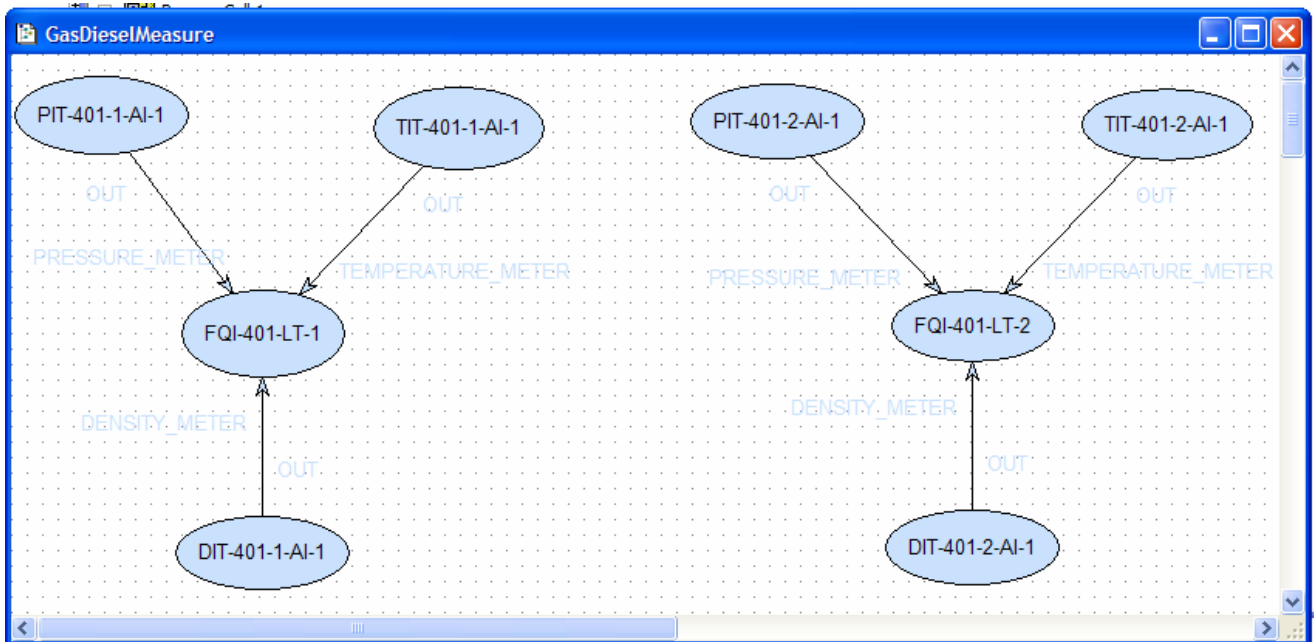 GasDieselMeasure
PIT-401-1-AI-1
TIT-401-1-AI-1
PIT-401-2-AI-1
TIT-401-2-AI-1
OUT
OUT
OUT
OUT
PRESSURE_METER
TEMPERATURE_METER
PRESSURE_METER
TEMPERATURE_METER
FQI-401-LT-1
FQI-401-LT-2
DENSITY_METER
DENSITY_METER
OUT
OUT
DIT-401-1-AI-1
DIT-401-2-AI-1